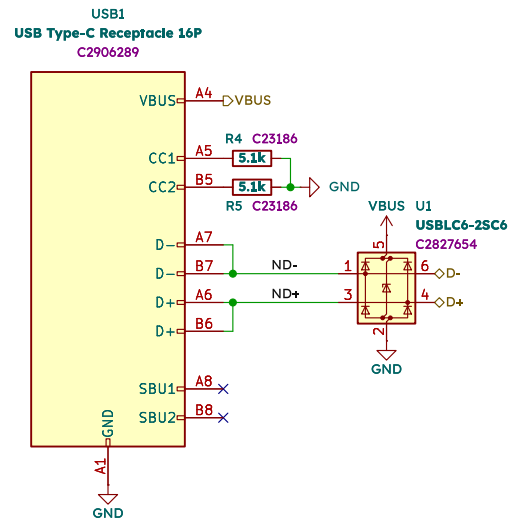 USB1
USB Type-C Receptacle 16P
C2906289
VBUS A4 VBUS
R4 C23186
CC1 A5 5.1k
CC2 B5 5.1k GND
R5 C23186
VBUS U1
USBLC6-2SC6
C2827654
D- A7
5
D- B7 ND- 1 6 D-
D+ A6 ND+ 3 4 D+
D+ B6
2
GND
SBU1 A8
SBU2 B8
GND
A1
GND